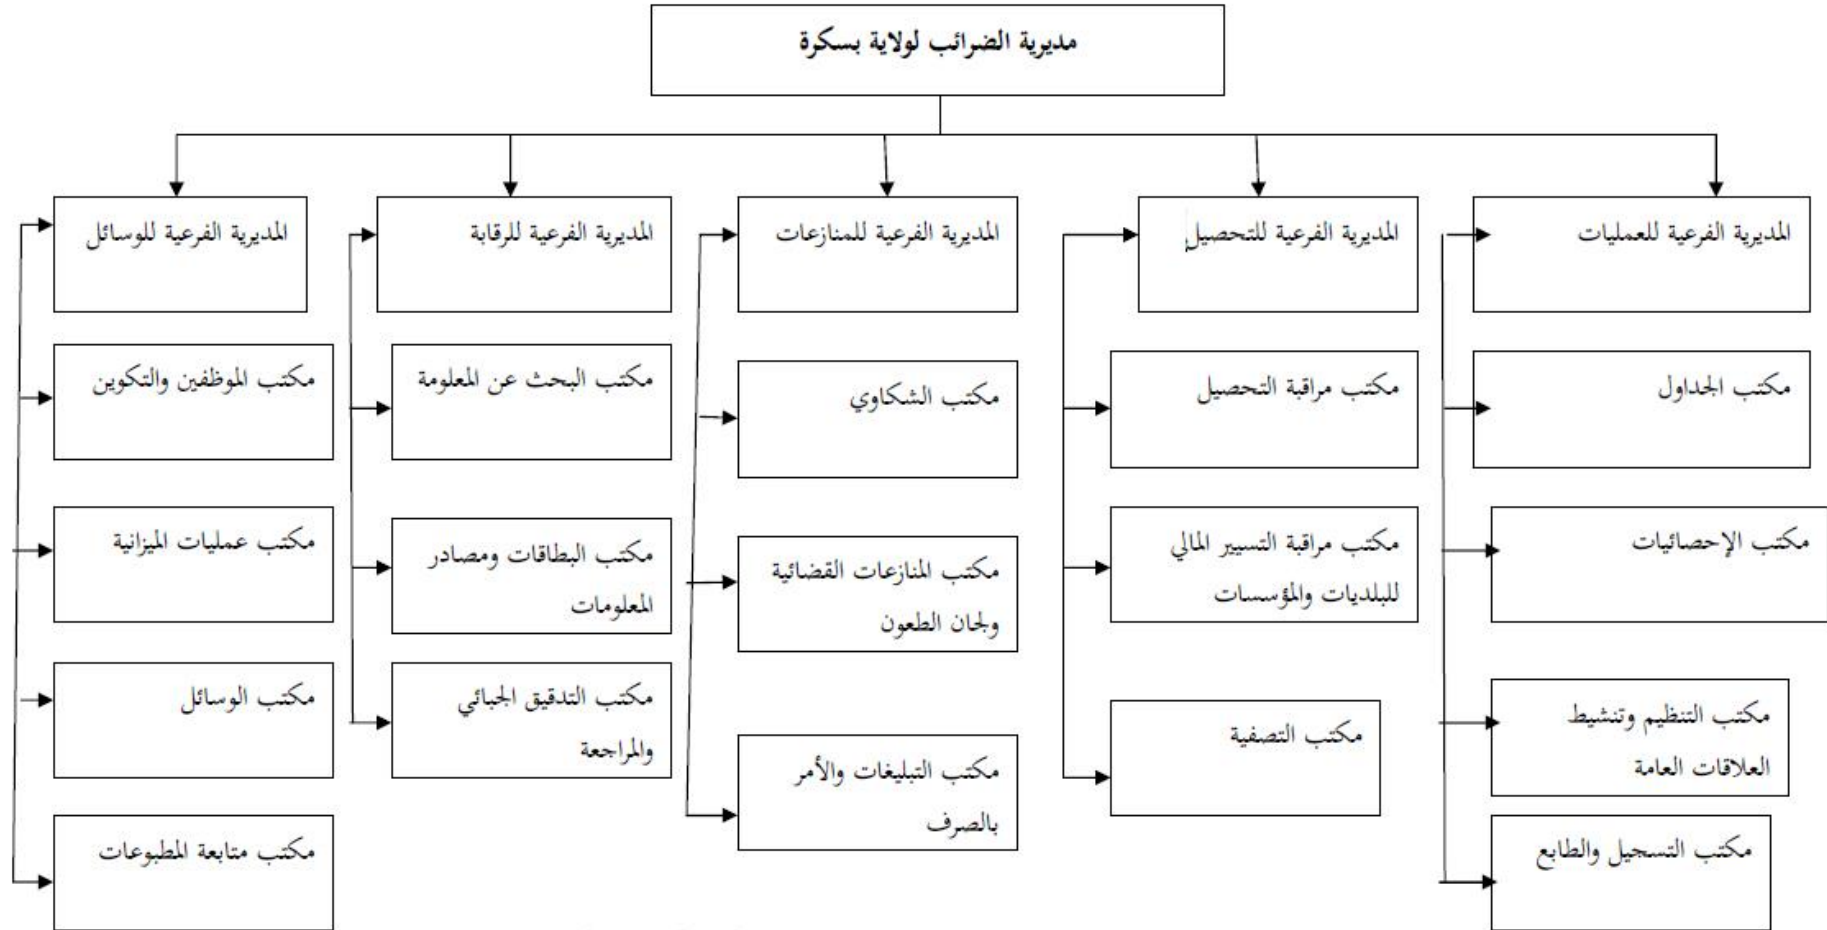 مديرية الضرائب لولاية بسكرة
المديرية الفرعية للعمليات
مكتب الجداول
مكتب الإحصائيات
مكتب التنظيم وتنشيط
العلاقات العامة
مكتب التسجيل والطابع
المديرية الفرعية للتحصيل
مكتب مراقبة التحصيل
مكتب مراقبة التسيير المالي
للبلديات والمؤسسات
مكتب التصفية
المديرية الفرعية للمنازعات
مكتب الشكاوي
مكتب المنازعات القضائية
ولجان الطعون
مكتب التبليغات والأمر
بالصرف
المديرية الفرعية للرقابة
مكتب البحث عن المعلومة
مكتب البطاقات ومصادر
المعلومات
مكتب التدقيق الجبائي
والمراجعة
المديرية الفرعية للوسائل
مكتب الموظفين والتكوين
مكتب عمليات الميزانية
مكتب الوسائل
مكتب متابعة المطبوعات